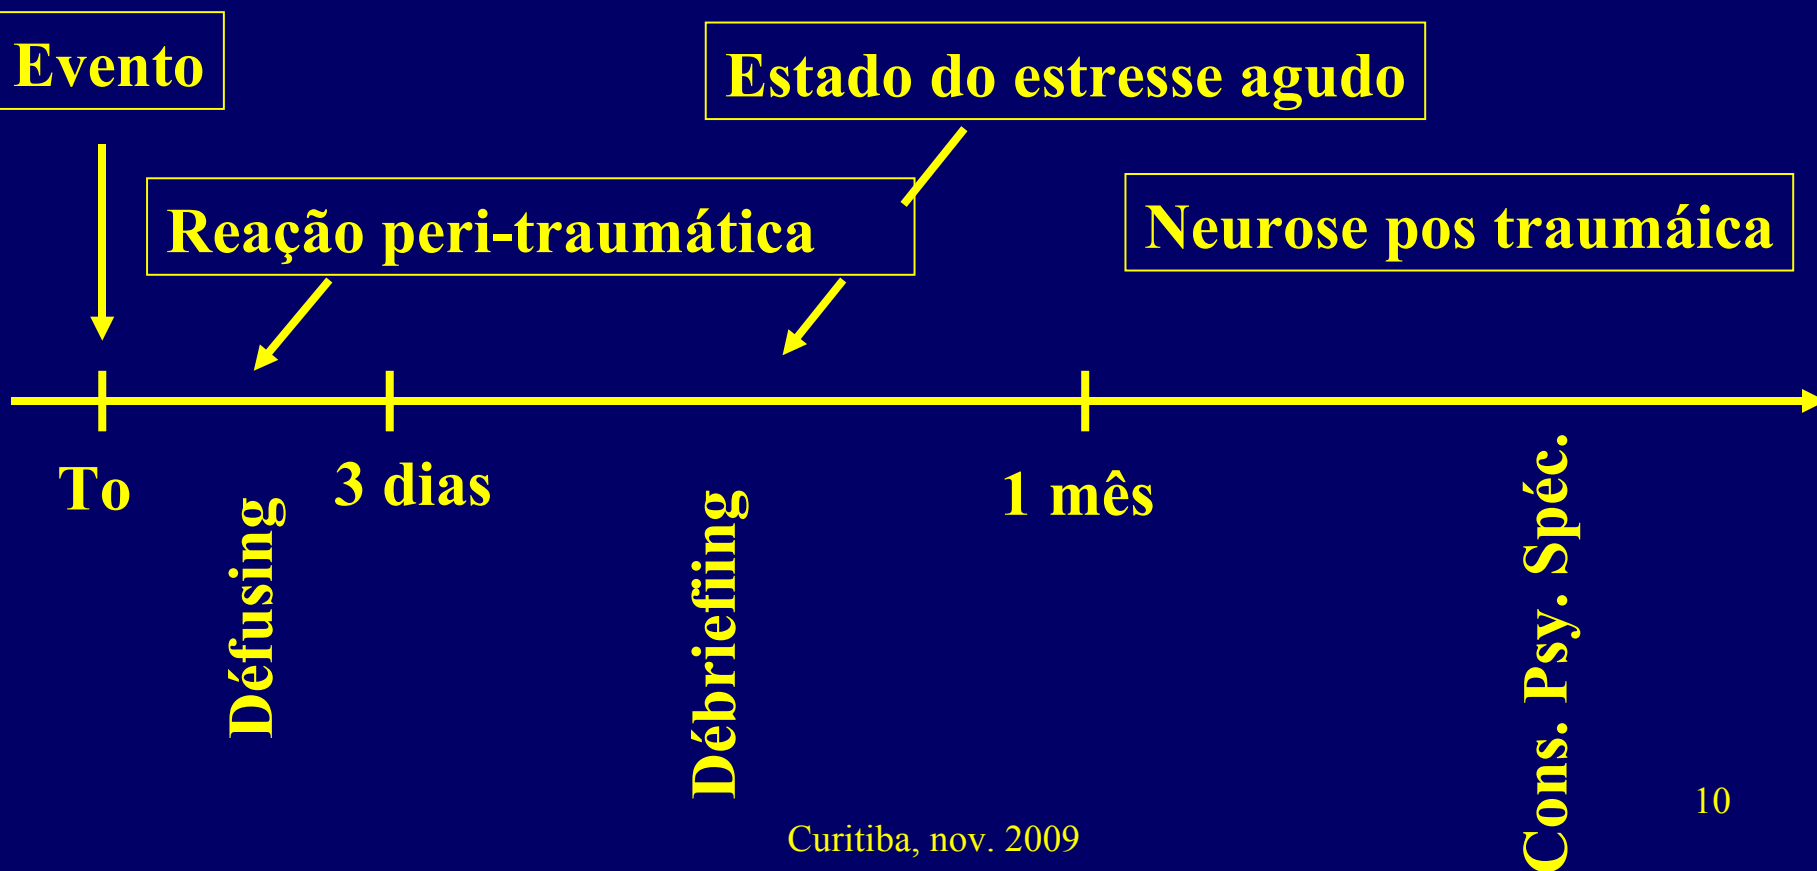 Evento
Estado do estresse agudo
Reação peri-traumática
Neurose pos traumáica
To
3 dias
1 mês
Défusing
Débriefiing
Cons. Psy. Spéc.
Curitiba, nov. 2009
10